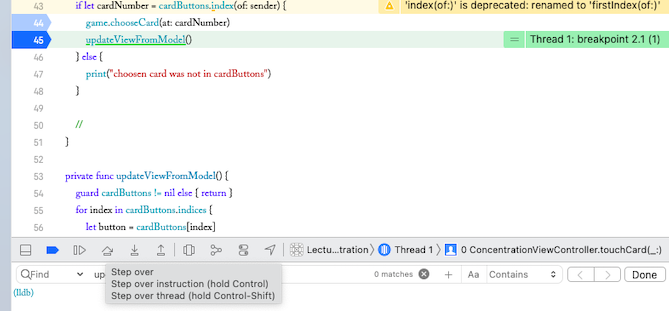 43 if let cardNumber = cardButtons.index(of: sender) { 'index(of:)' is deprecated: renamed to 'firstIndex(of:)'
44 game.chooseCard(at: cardNumber)
45 updateViewFromModel() = Thread 1: breakpoint 2.1 (1)
46 } else {
47 print("choosen card was not in cardButtons")
48 }
49
50 //
51 }
52
53 private func updateViewFromModel() {
54 guard cardButtons != nil else { return }
55 for index in cardButtons.indices {
56 let button = cardButtons[index]
Lectu...tration Thread 1 0 ConcentrationViewController.touchCard(_:)
Find up 0 matches + Aa Contains < > Done
Step over
Step over instruction (hold Control)
Step over thread (hold Control-Shift)
(lldb)